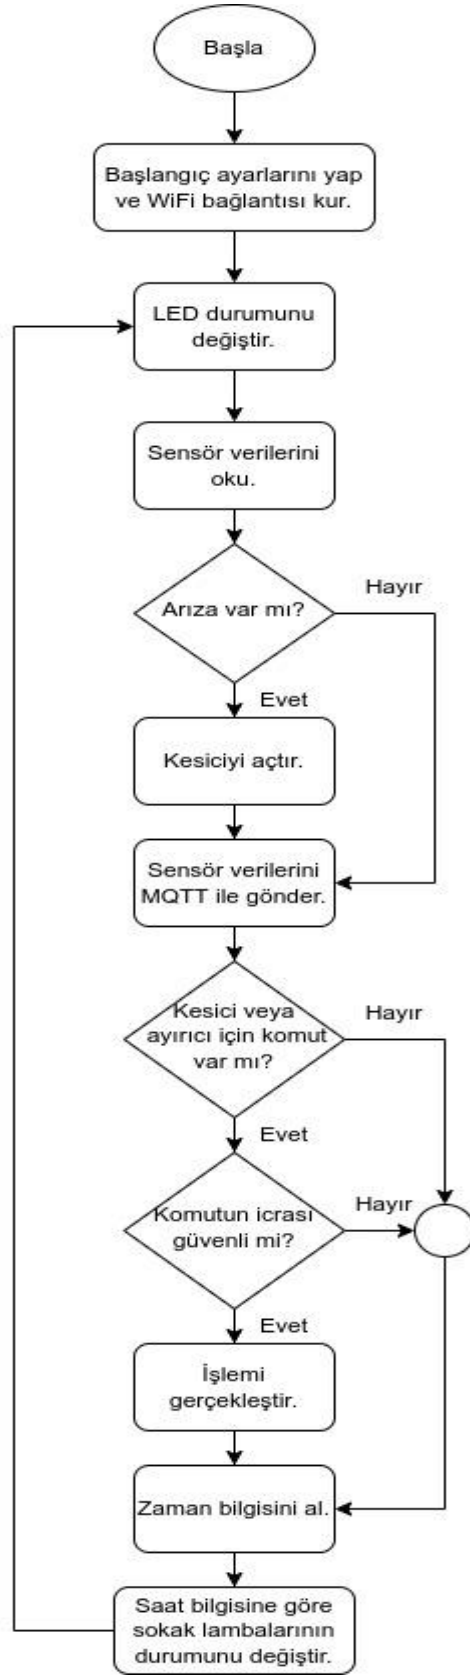 Başla
Başlangıç ayarlarını yap
ve WiFi bağlantısı kur.
LED durumunu
değiştir.
Sensör verilerini
oku.
Arıza var mı?
Hayır
Evet
Kesiciyi açtır.
Sensör verilerini
MQTT ile gönder.
Kesici veya
ayırıcı için komut
var mı?
Hayır
Evet
Komutun icrası
güvenli mi?
Hayır
Evet
İşlemi
gerçekleştir.
Zaman bilgisini al.
Saat bilgisine göre
sokak lambalarının
durumunu değiştir.